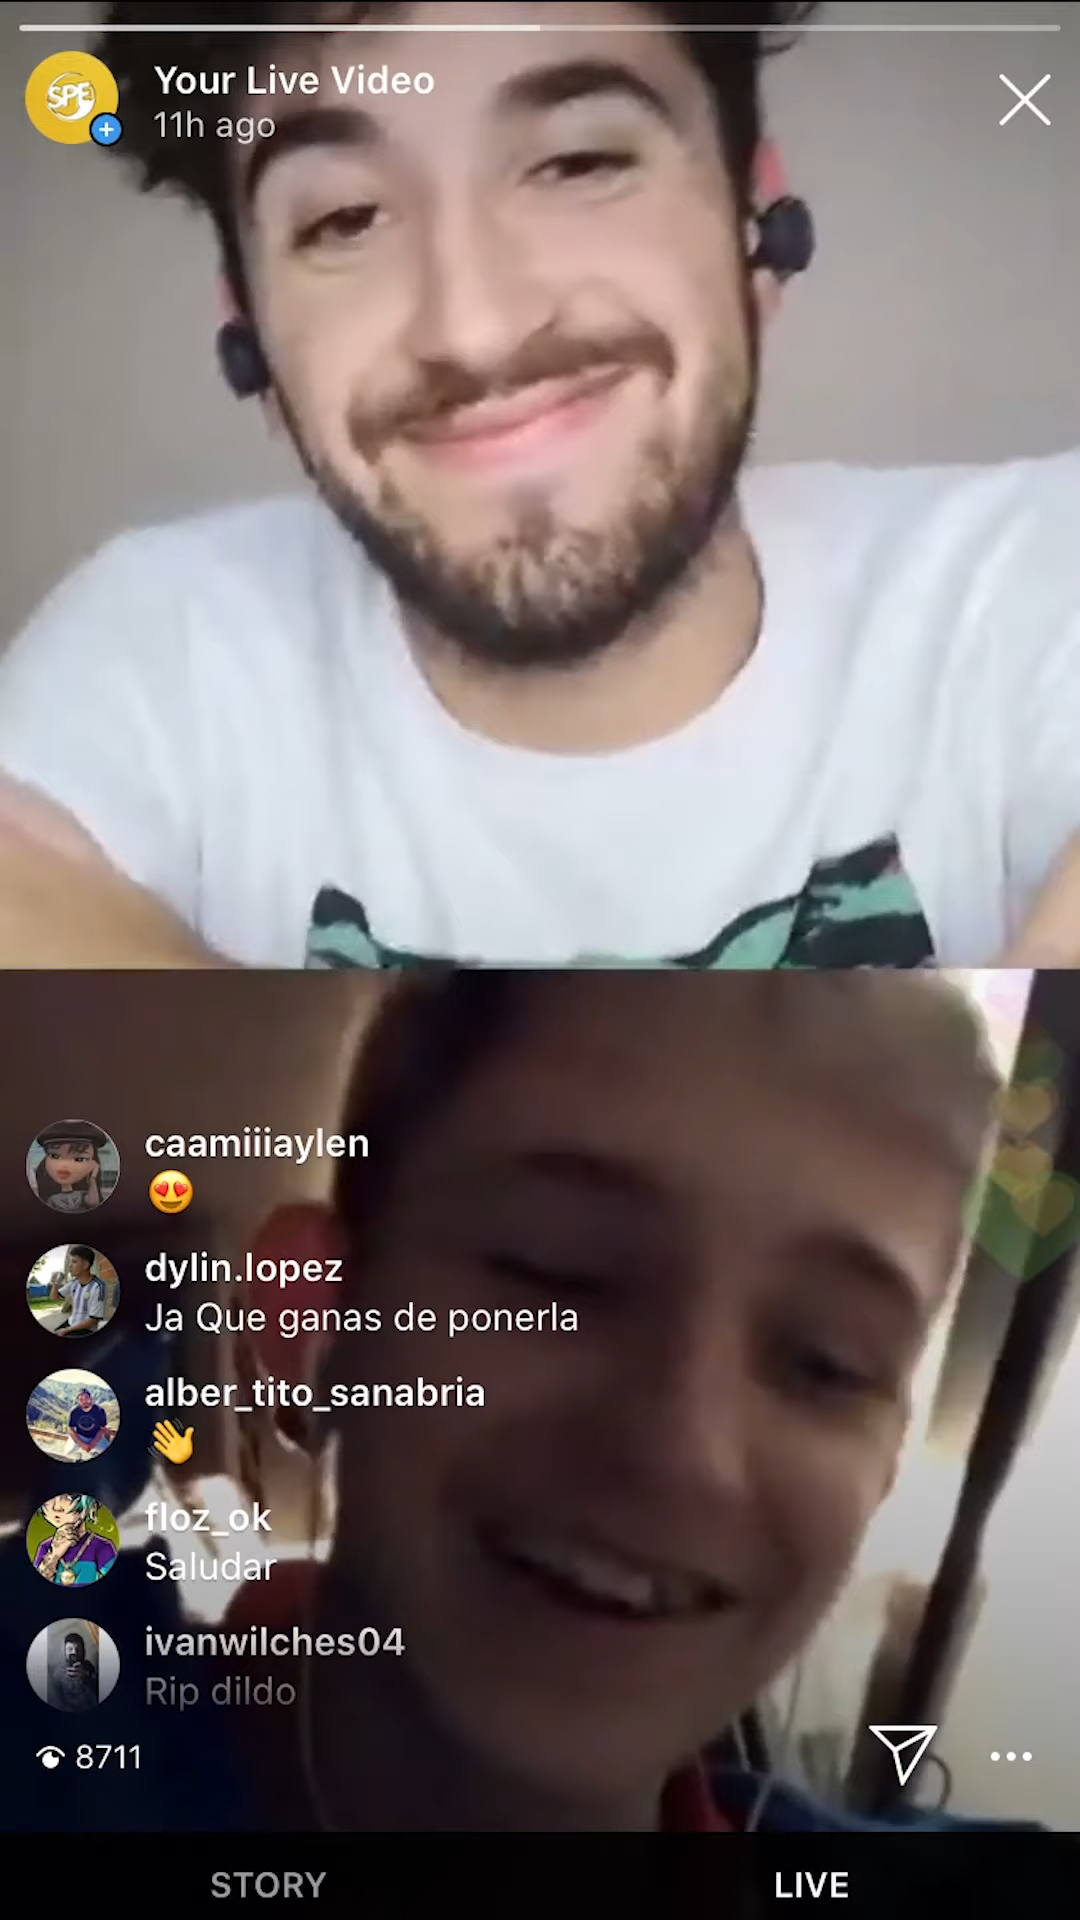 SPE
Your Live Video
11h ago
caamiiiaylen
😍
dylin.lopez
Ja Que ganas de ponerla
alber_tito_sanabria
👋
floz_ok
Saludar
ivanwilches04
Rip dildo
8711
STORY
LIVE